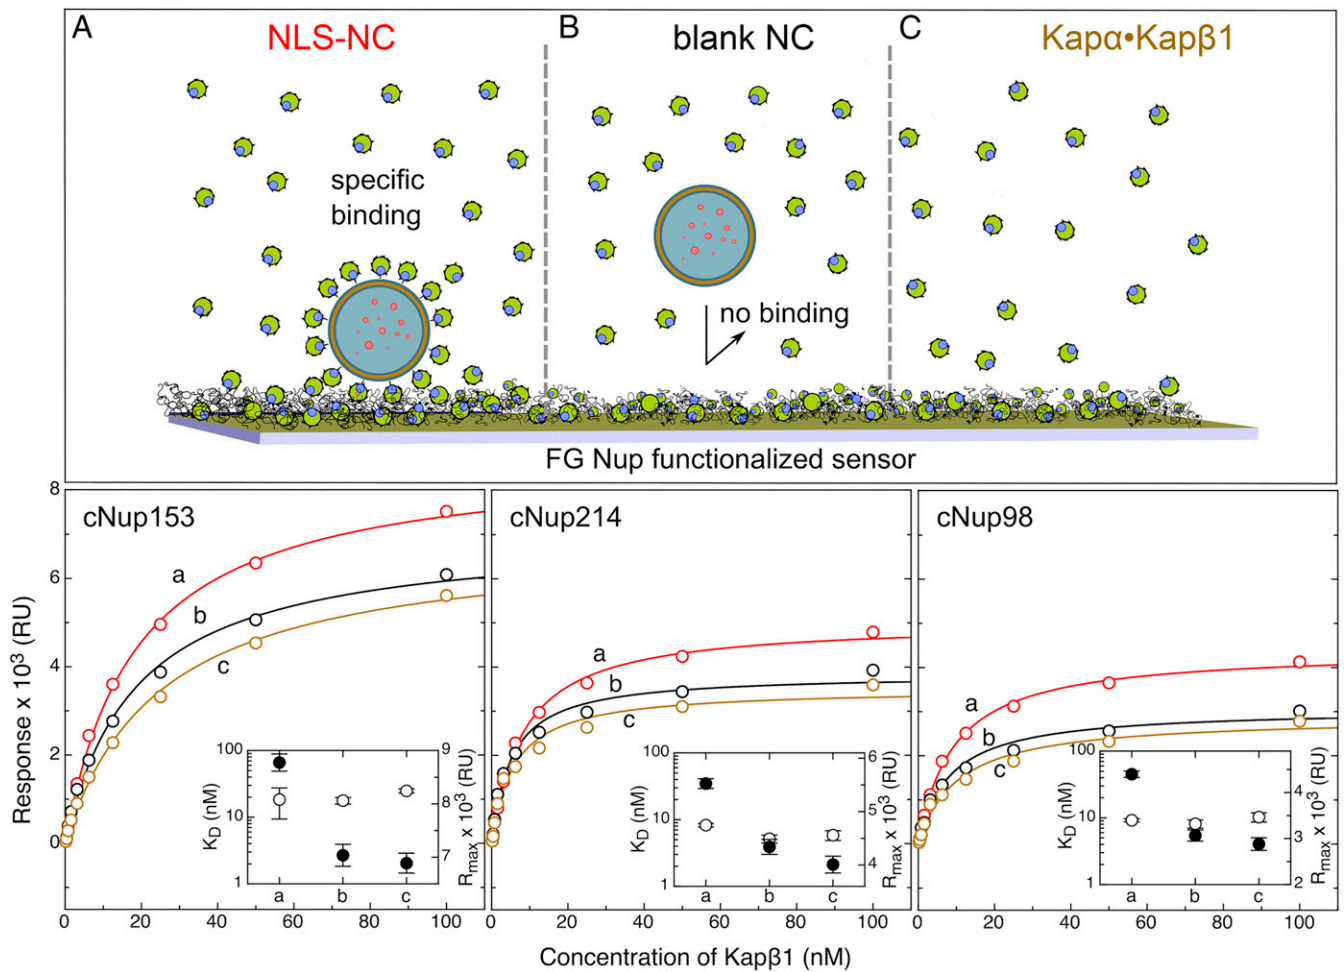 A
NLS-NC
B
blank NC
C
Kapα•Kapβ1
specific
binding
no binding
FG Nup functionalized sensor
Response x 10³ (RU)
8
6
4
2
0
cNup153
a
b
c
100
10
1
K_D (nM)
9
8
7
R_max x 10³ (RU)
a b c
0 20 40 60 80 100
cNup214
a
b
c
100
10
1
K_D (nM)
6
5
4
R_max x 10³ (RU)
a b c
0 20 40 60 80 100
cNup98
a
b
c
100
10
1
K_D (nM)
4
3
2
R_max x 10³ (RU)
a b c
0 20 40 60 80 100
Concentration of Kapβ1 (nM)